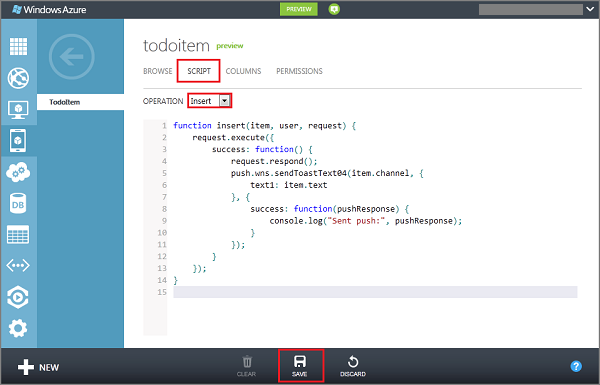 Windows Azure
PREVIEW
todoitem preview
BROWSE SCRIPT COLUMNS PERMISSIONS
TodoItem
OPERATION Insert
1 function insert(item, user, request) {
2 request.execute({
3 success: function() {
4 request.respond();
5 push.wns.sendToastText04(item.channel, {
6 text1: item.text
7 }, {
8 success: function(pushResponse) {
9 console.log("Sent push:", pushResponse);
10 }
11 });
12 }
13 });
14 }
15
DB
NEW
CLEAR
SAVE
DISCARD
?